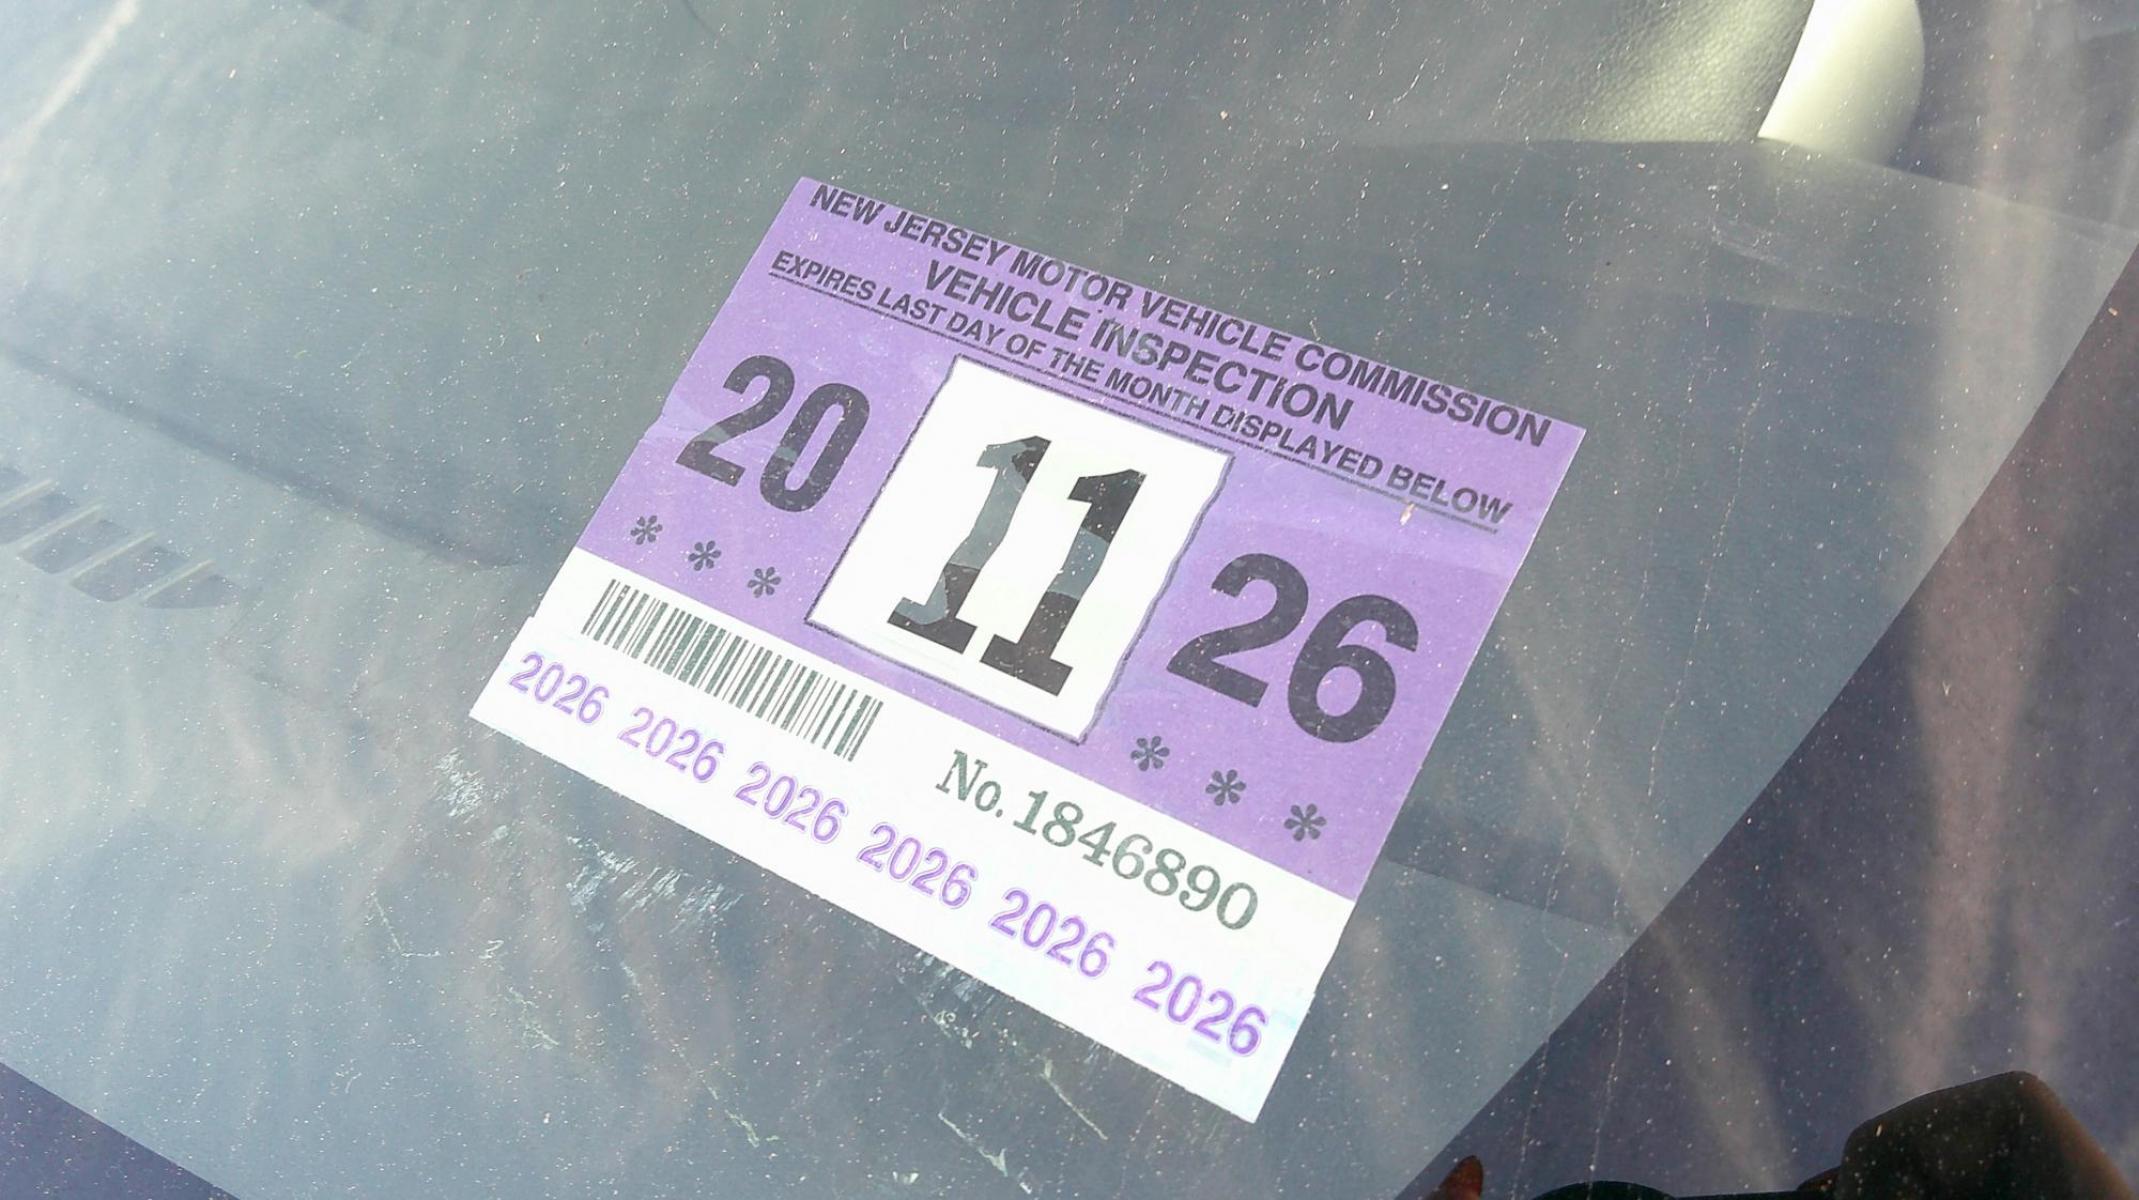 NEW JERSEY MOTOR VEHICLE COMMISSION
VEHICLE INSPECTION
EXPIRES LAST DAY OF THE MONTH DISPLAYED BELOW
20 11 26
* * *
* * *
No. 1846890
2026 2026 2026 2026 2026 2026